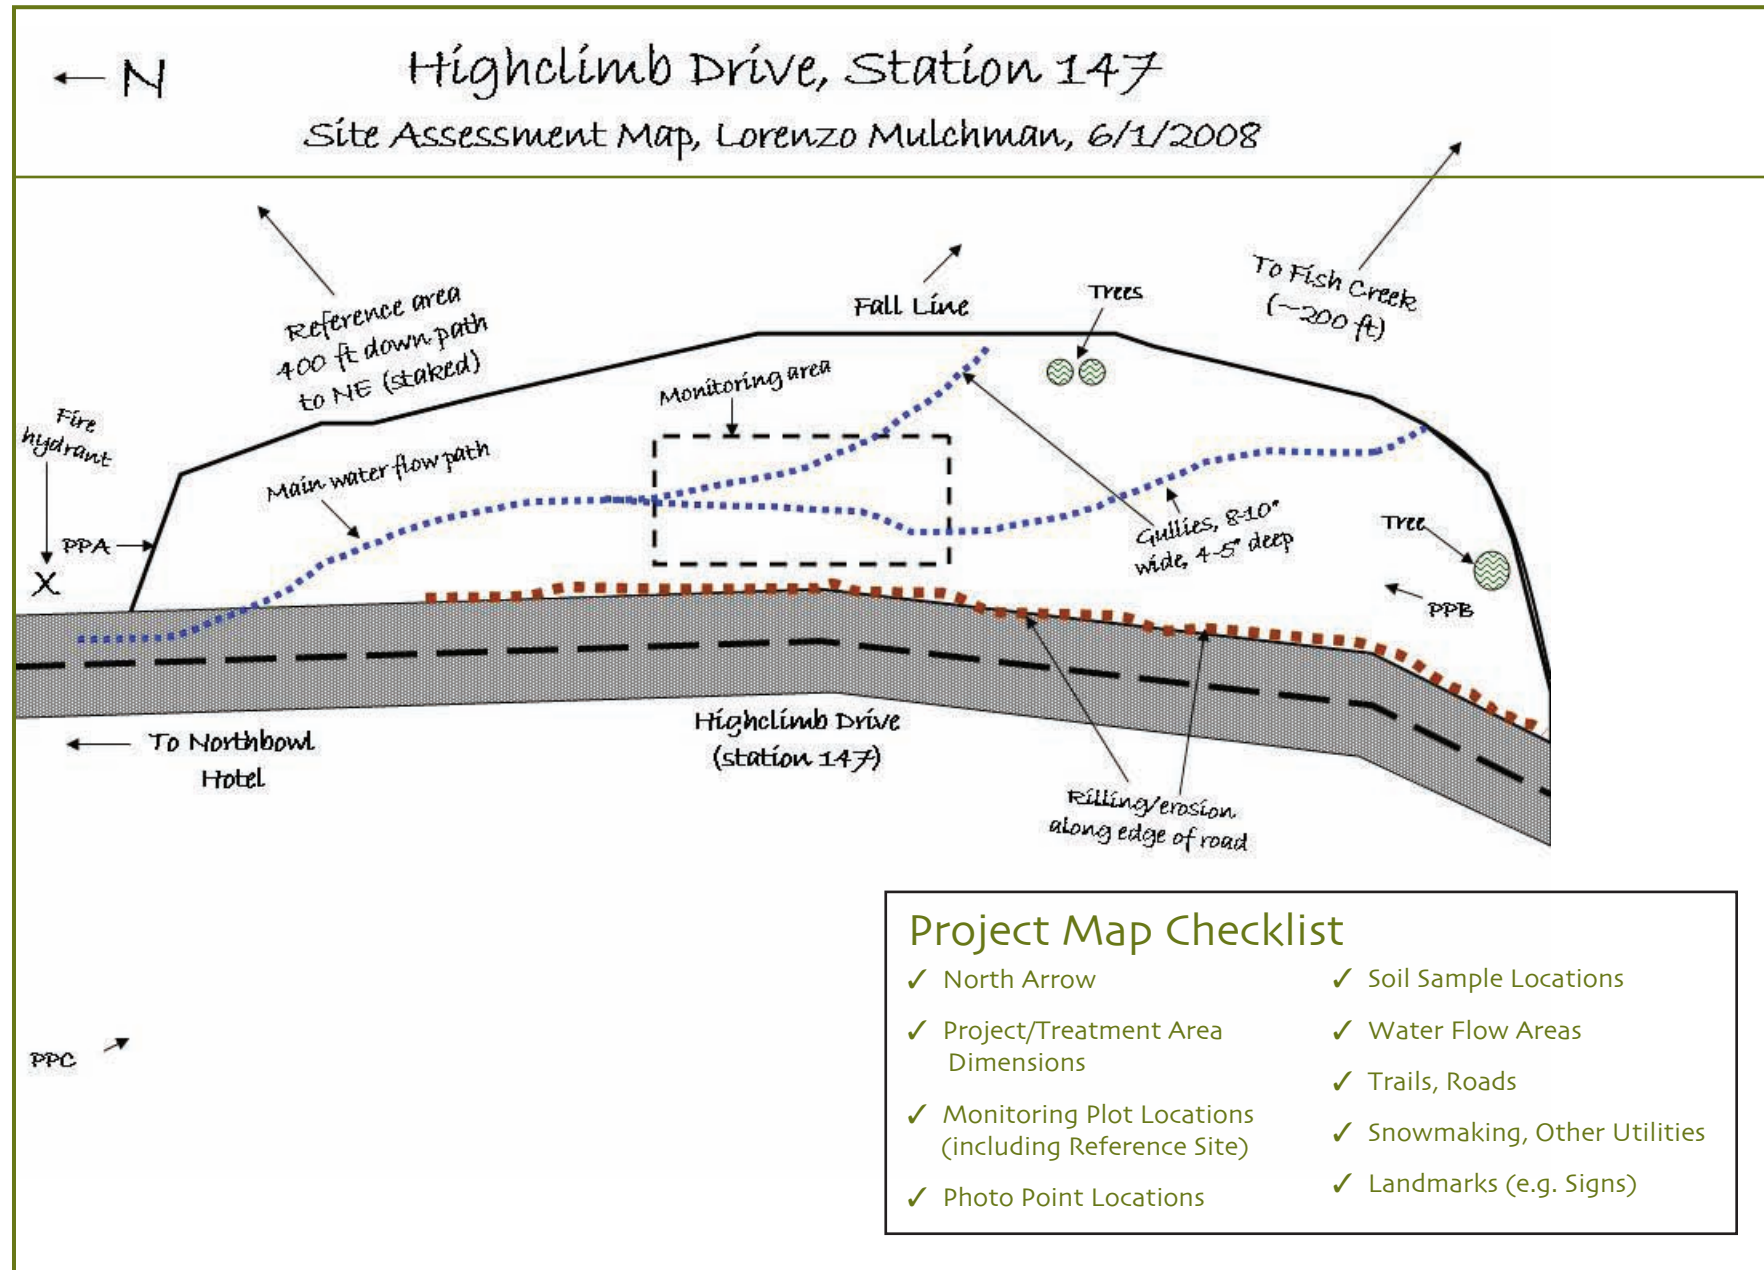 N
Highclimb Drive, Station 147
Site Assessment Map, Lorenzo Mulchman, 6/1/2008
Reference area
400 ft down path
to NE (staked)
Fall Line
Trees
To Fish Creek
(~200 ft)
Monitoring area
Fire
hydrant
Main water flow path
PPA
X
Gullies, 8-10"
wide, 4-5" deep
Tree
PPB
To Northbowl
Hotel
Highclimb Drive
(station 147)
Rilling/erosion
along edge of road
PPC
Project Map Checklist
✓ North Arrow
✓ Project/Treatment Area
Dimensions
✓ Monitoring Plot Locations
(including Reference Site)
✓ Photo Point Locations
✓ Soil Sample Locations
✓ Water Flow Areas
✓ Trails, Roads
✓ Snowmaking, Other Utilities
✓ Landmarks (e.g. Signs)